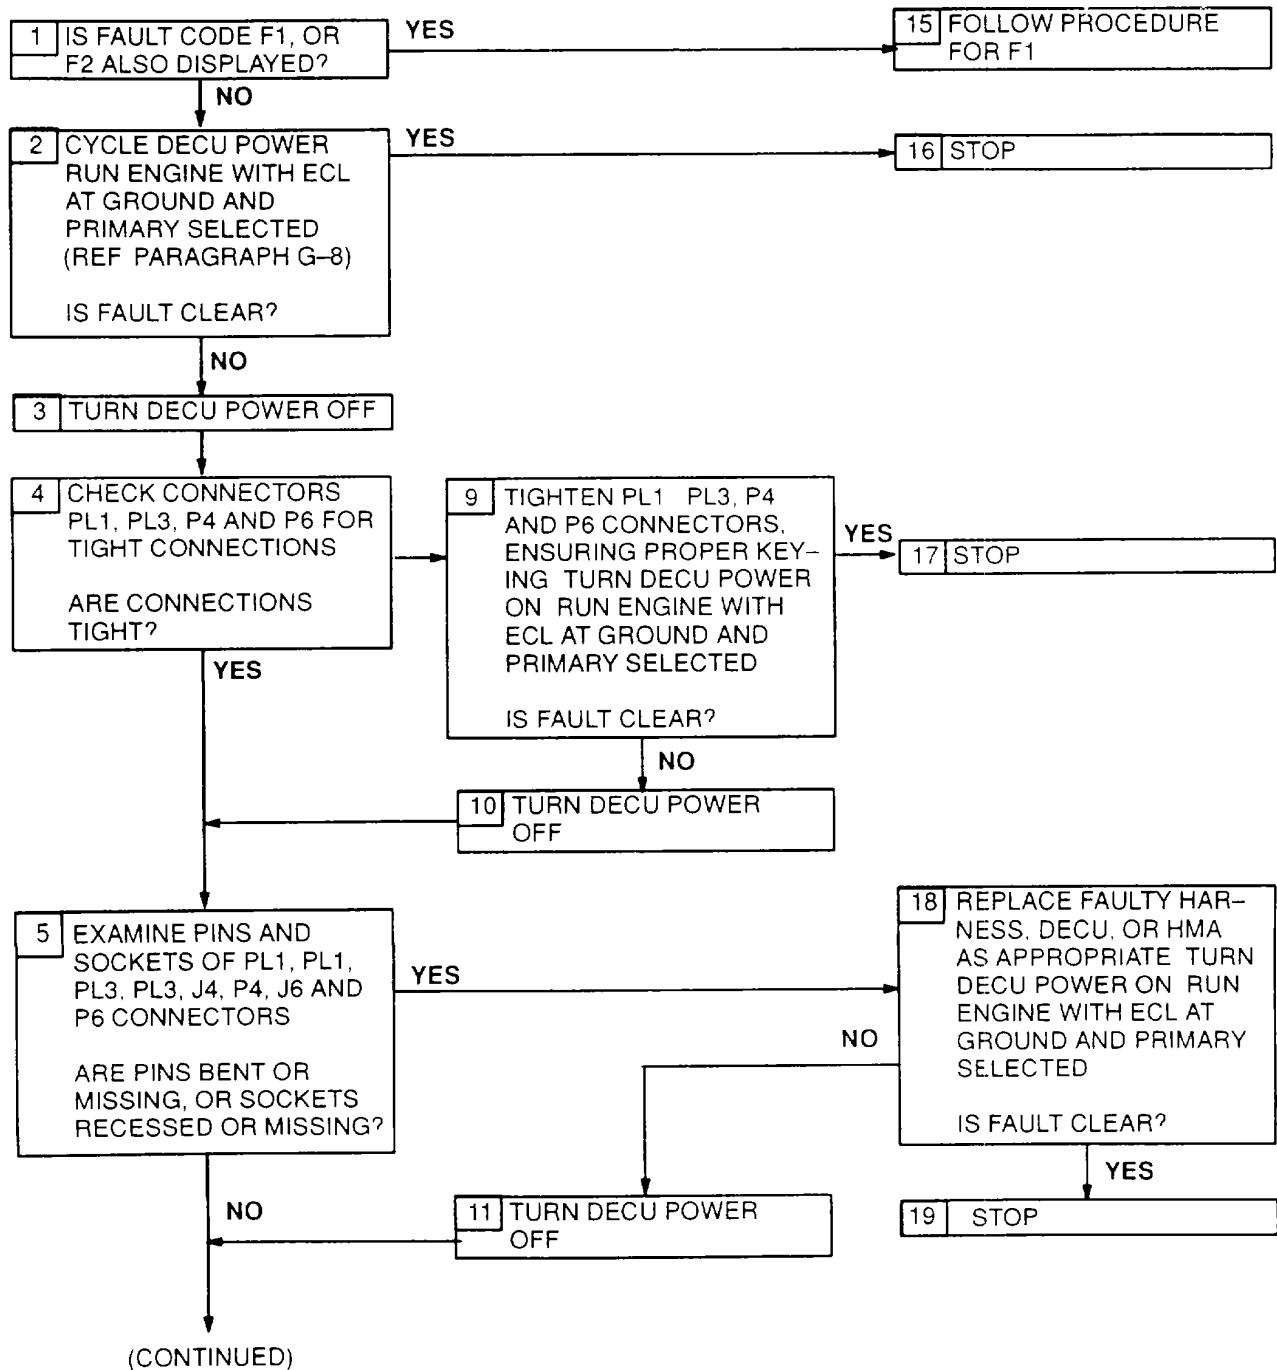 1 IS FAULT CODE F1, OR
F2 ALSO DISPLAYED?
YES
15 FOLLOW PROCEDURE
FOR F1
NO
2 CYCLE DECU POWER
RUN ENGINE WITH ECL
AT GROUND AND
PRIMARY SELECTED
(REF PARAGRAPH G–8)
IS FAULT CLEAR?
YES
16 STOP
NO
3 TURN DECU POWER OFF
4 CHECK CONNECTORS
PL1, PL3, P4 AND P6 FOR
TIGHT CONNECTIONS
ARE CONNECTIONS
TIGHT?
9 TIGHTEN PL1 PL3, P4
AND P6 CONNECTORS,
ENSURING PROPER KEY–
ING TURN DECU POWER
ON RUN ENGINE WITH
ECL AT GROUND AND
PRIMARY SELECTED
IS FAULT CLEAR?
YES
17 STOP
YES
NO
10 TURN DECU POWER
OFF
5 EXAMINE PINS AND
SOCKETS OF PL1, PL1,
PL3, PL3, J4, P4, J6 AND
P6 CONNECTORS
ARE PINS BENT OR
MISSING, OR SOCKETS
RECESSED OR MISSING?
YES
18 REPLACE FAULTY HAR–
NESS, DECU, OR HMA
AS APPROPRIATE TURN
DECU POWER ON RUN
ENGINE WITH ECL AT
GROUND AND PRIMARY
SELECTED
IS FAULT CLEAR?
NO
YES
19 STOP
NO
11 TURN DECU POWER
OFF
(CONTINUED)